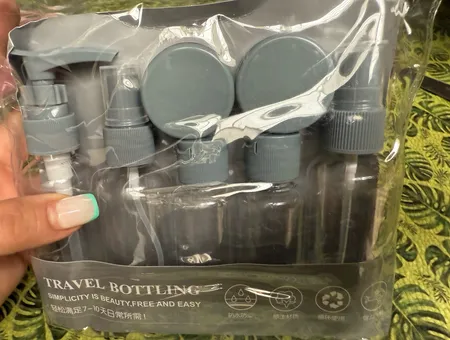 TRAVEL BOTTLING
SIMPLICITY IS BEAUTY,FREE AND EASY
轻松满足7-10天日常所需!